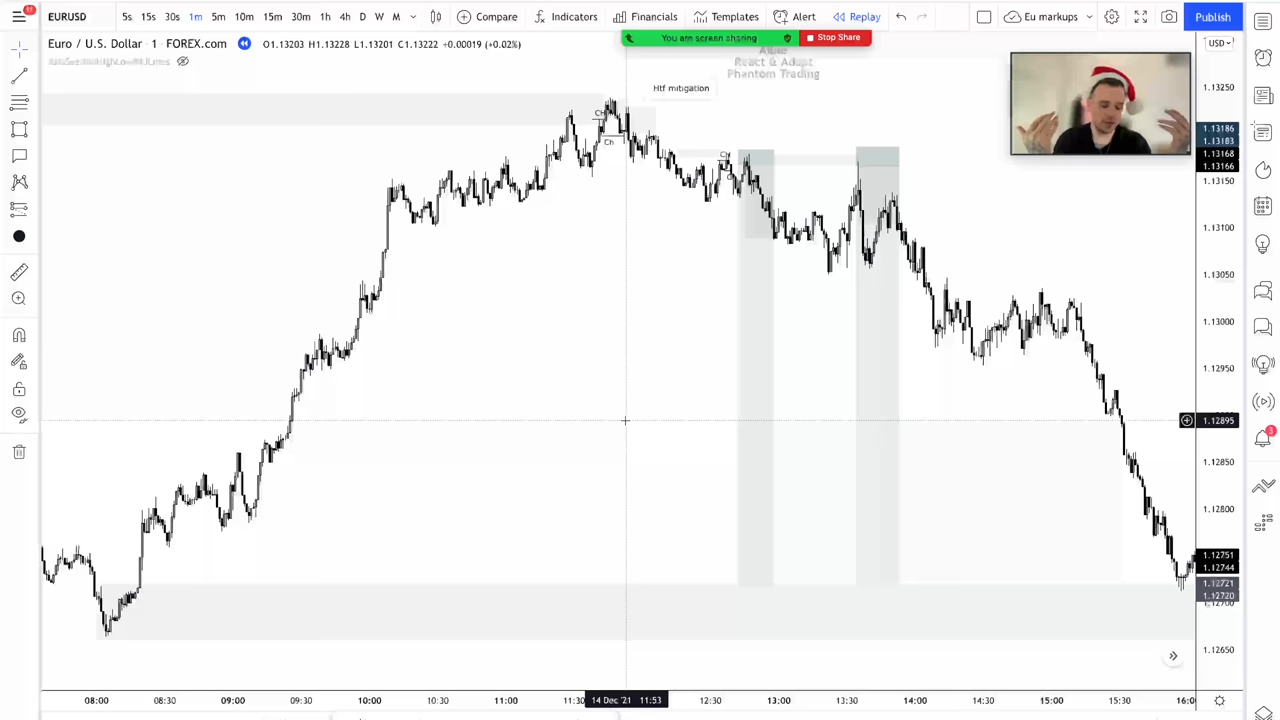 11
EURUSD 5s 15s 30s 1m 5m 10m 15m 30m 1h 4h D W M Compare Indicators Financials Templates Alert Replay Eu markups Publish
You are screen sharing Stop Share
Euro / U.S. Dollar · 1 · FOREX.com O1.13203 H1.13228 L1.13201 C1.13222 +0.00019 (+0.02%) USD
React & Adapt
Phantom Trading
Htf mitigation
1.13250
Ch
1.13186
Ch
1.13183
Ch
1.13168
1.13166
1.13150
1.13100
1.13050
1.13000
1.12950
1.12895
1.12850
1.12800
1.12751
1.12744
1.12721
1.12720
1.12700
1.12650
3
08:00 08:30 09:00 09:30 10:00 10:30 11:00 11:30 14 Dec '21 11:53 12:30 13:00 13:30 14:00 14:30 15:00 15:30 16:0